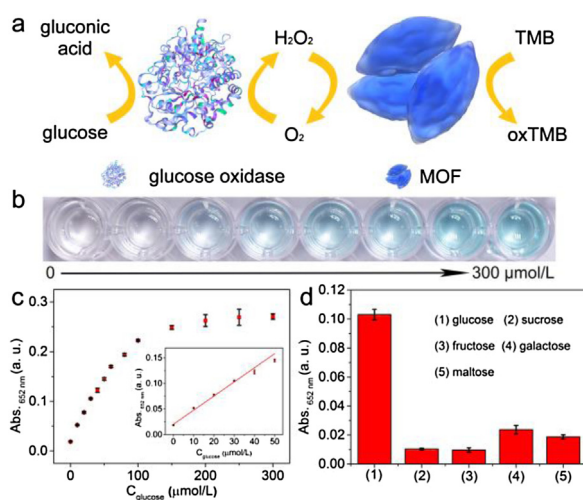 a
gluconic acid
H₂O₂
TMB
glucose
O₂
oxTMB
glucose oxidase
MOF
b
0
300 μmol/L
c
Abs. 652 nm (a. u.)
0.3
0.2
0.1
0.0
0 100 200 300
C glucose (μmol/L)
Abs. 652 nm (a. u.)
0.15
0.10
0.05
0.00
0 10 20 30 40 50
C glucose (μmol/L)
d
Abs. 652 nm (a. u.)
0.12
0.10
0.08
0.06
0.04
0.02
0.00
(1) glucose (2) sucrose
(3) fructose (4) galactose
(5) maltose
(1) (2) (3) (4) (5)